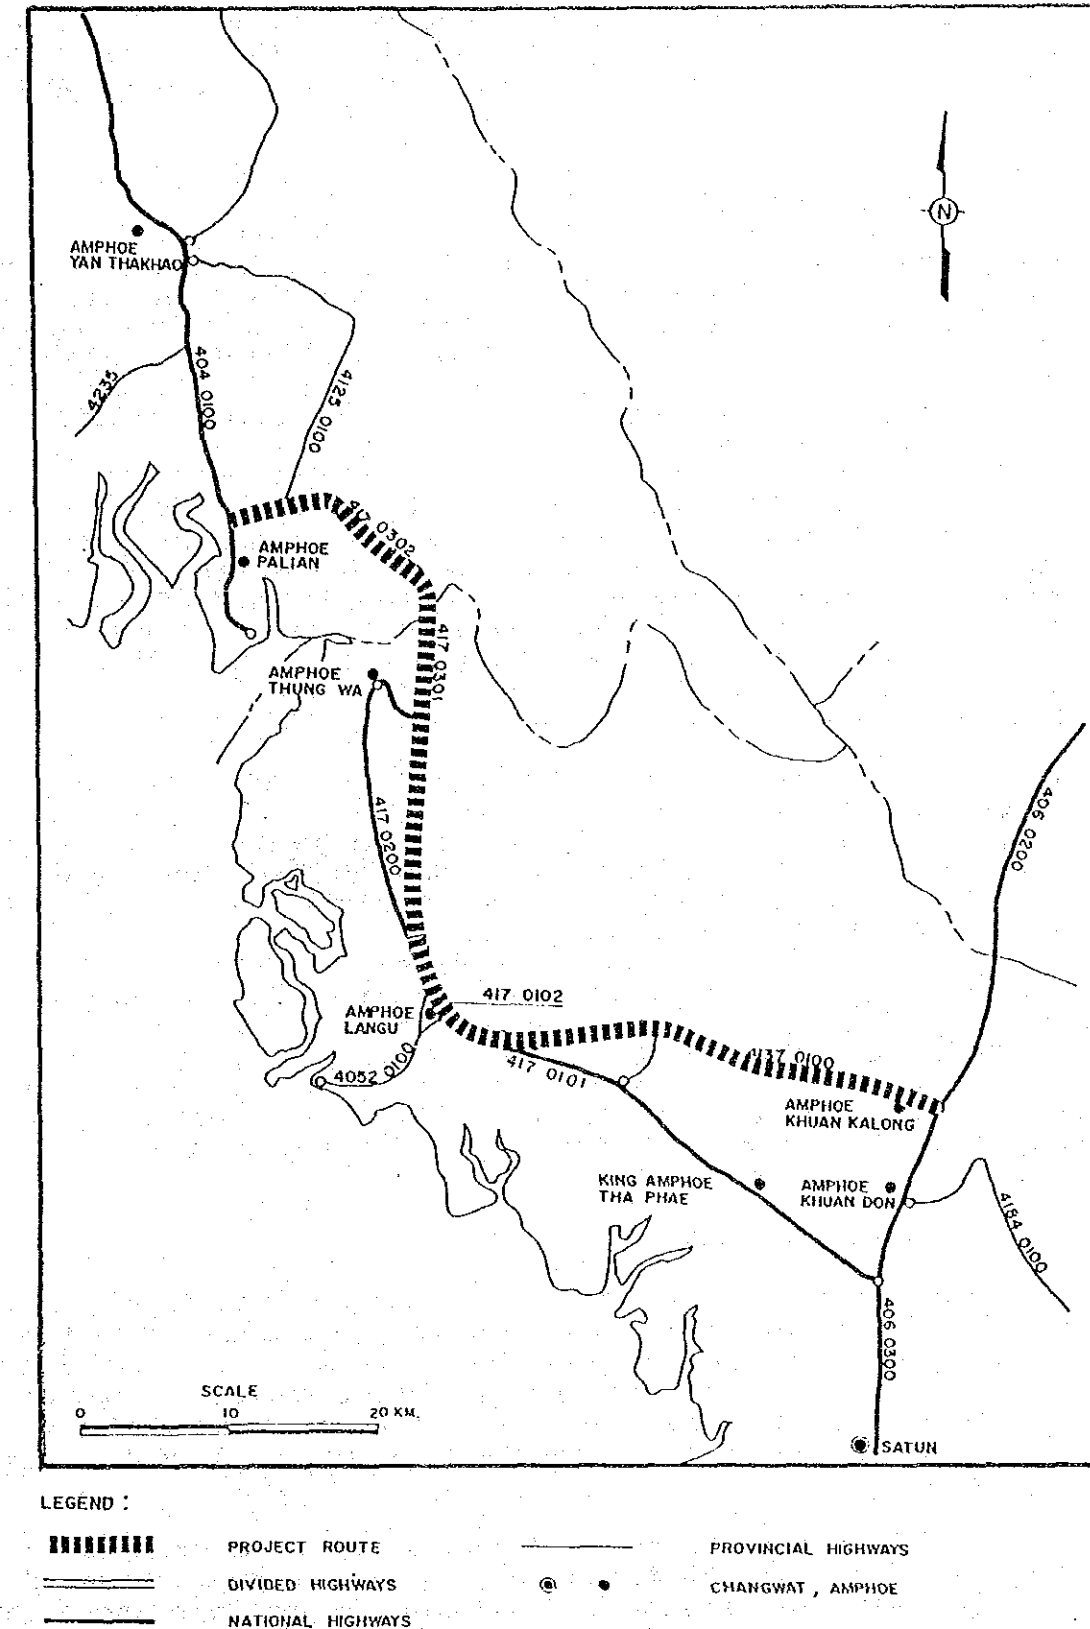 N
AMPHOE
YAN THAKHAO
4235
404 0100
4125 0100
417 0302
AMPHOE
PALIAN
417 0301
AMPHOE
THUNG WA
406 0200
417 0200
417 0102
AMPHOE
LANGU
4052 0100
417 0101
4137 0100
AMPHOE
KHUAN KALONG
KING AMPHOE
THA PHAE
AMPHOE
KHUAN DON
4184 0100
406 0300
SCALE
0 10 20 KM.
SATUN
LEGEND :
PROJECT ROUTE
PROVINCIAL HIGHWAYS
DIVIDED HIGHWAYS
CHANGWAT , AMPHOE
NATIONAL HIGHWAYS